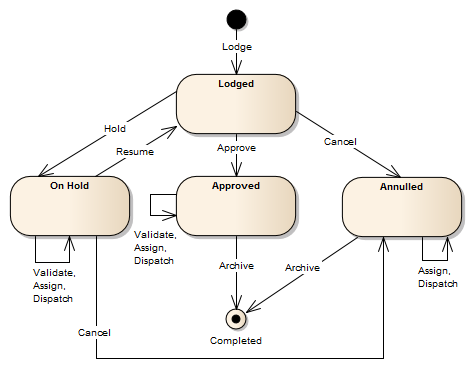 Lodge
Lodged
Hold
Resume
Approve
Cancel
On Hold
Approved
Annulled
Validate,
Assign,
Dispatch
Validate,
Assign,
Dispatch
Archive
Archive
Assign,
Dispatch
Cancel
Completed